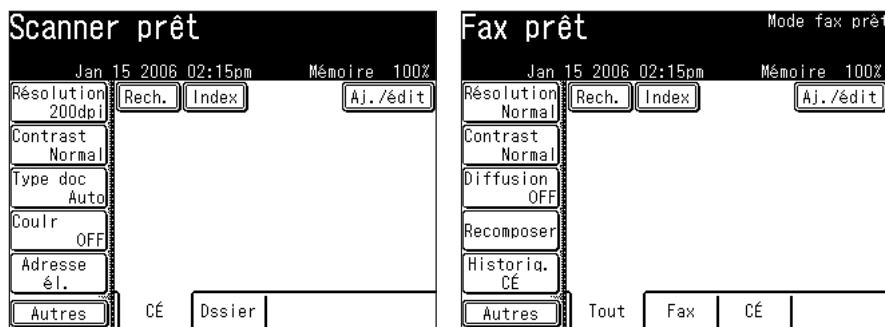 Scanner prêt
Jan 15 2006 02:15pm Mémoire 100%
Résolution
200dpi
Rech. Index Aj./édit
Contrast
Normal
Type doc
Auto
Coulr
OFF
Adresse
él.
Autres CÉ Dssier
Fax prêt Mode fax prêt
Jan 15 2006 02:15pm Mémoire 100%
Résolution
Normal
Rech. Index Aj./édit
Contrast
Normal
Diffusion
OFF
Recomposer
Historiq.
CÉ
Autres Tout Fax CÉ